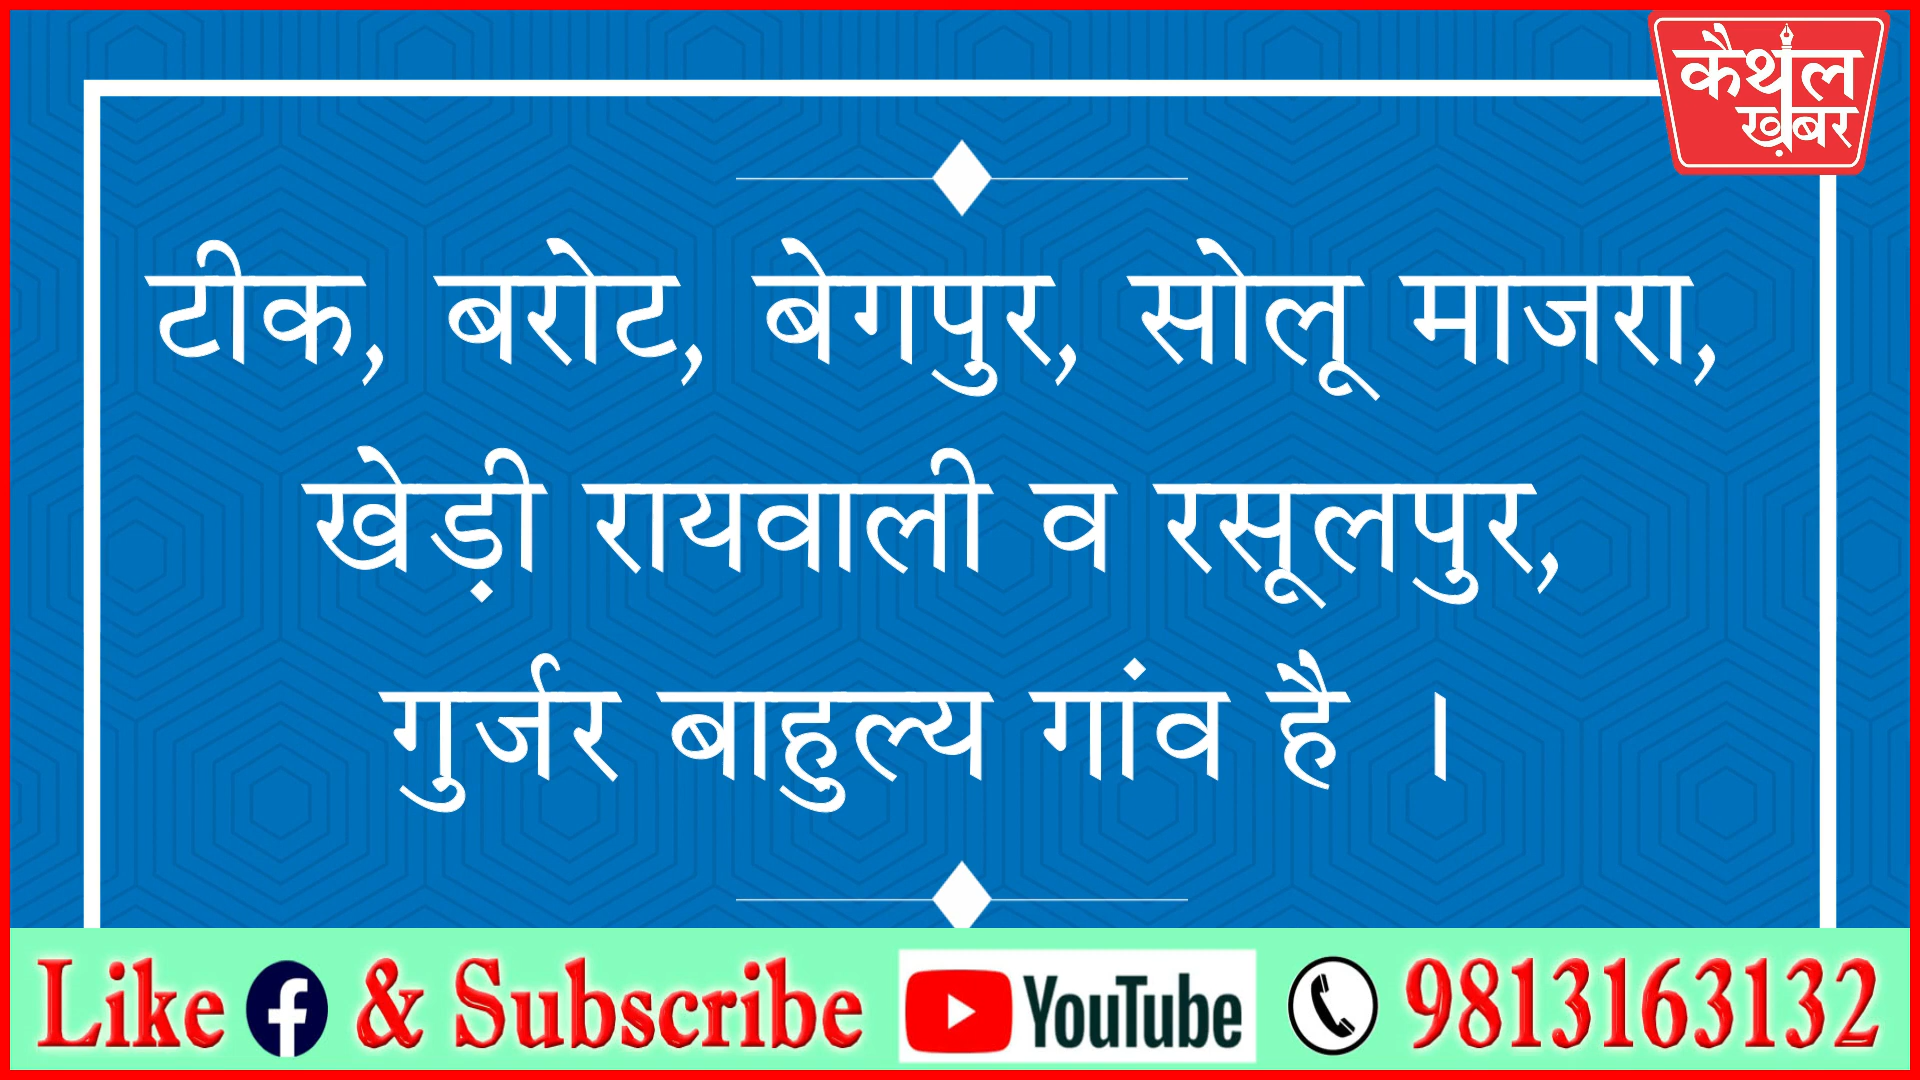 कैथल
ख़बर
टीक, बरोट, बेगपुर, सोलू माजरा,
खेड़ी रायवाली व रसूलपुर,
गुर्जर बाहुल्य गांव है ।
Like & Subscribe YouTube 9813163132